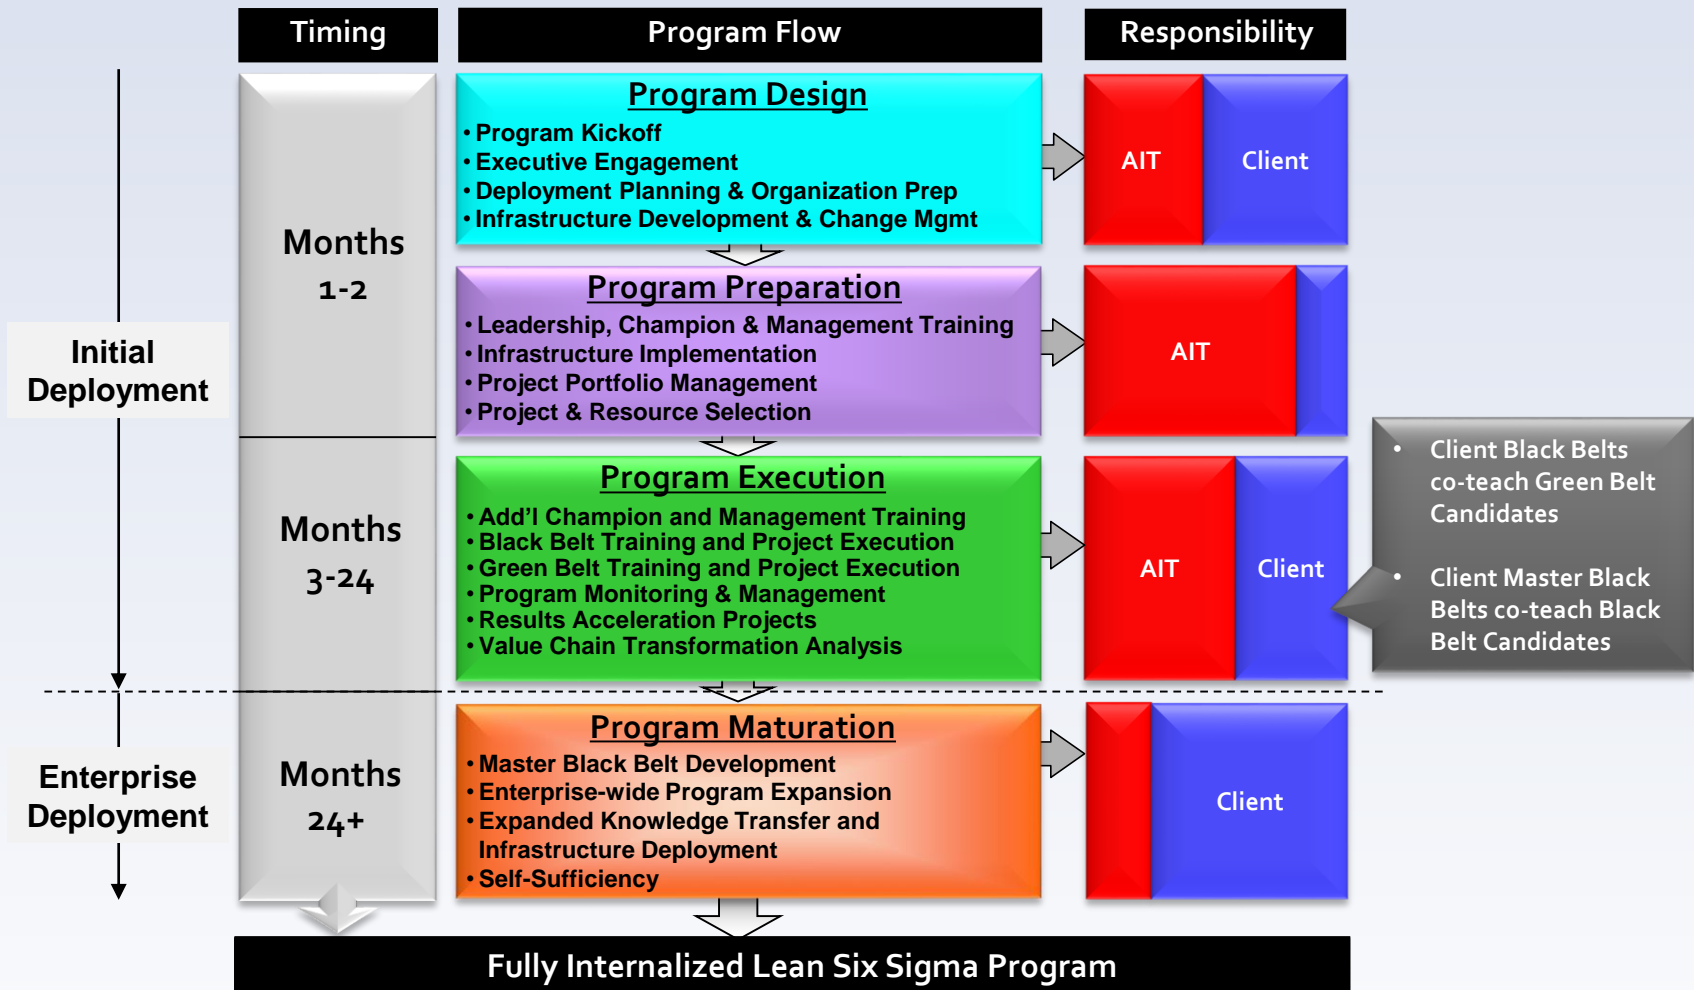 Timing
Program Flow
Responsibility
Initial
Deployment
Enterprise
Deployment
Months
1-2
Months
3-24
Months
24+
Program Design
• Program Kickoff
• Executive Engagement
• Deployment Planning & Organization Prep
• Infrastructure Development & Change Mgmt
AIT
Client
Program Preparation
• Leadership, Champion & Management Training
• Infrastructure Implementation
• Project Portfolio Management
• Project & Resource Selection
AIT
Program Execution
• Add’l Champion and Management Training
• Black Belt Training and Project Execution
• Green Belt Training and Project Execution
• Program Monitoring & Management
• Results Acceleration Projects
• Value Chain Transformation Analysis
AIT
Client
• Client Black Belts
co-teach Green Belt
Candidates
• Client Master Black
Belts co-teach Black
Belt Candidates
Program Maturation
• Master Black Belt Development
• Enterprise-wide Program Expansion
• Expanded Knowledge Transfer and
Infrastructure Deployment
• Self-Sufficiency
Client
Fully Internalized Lean Six Sigma Program